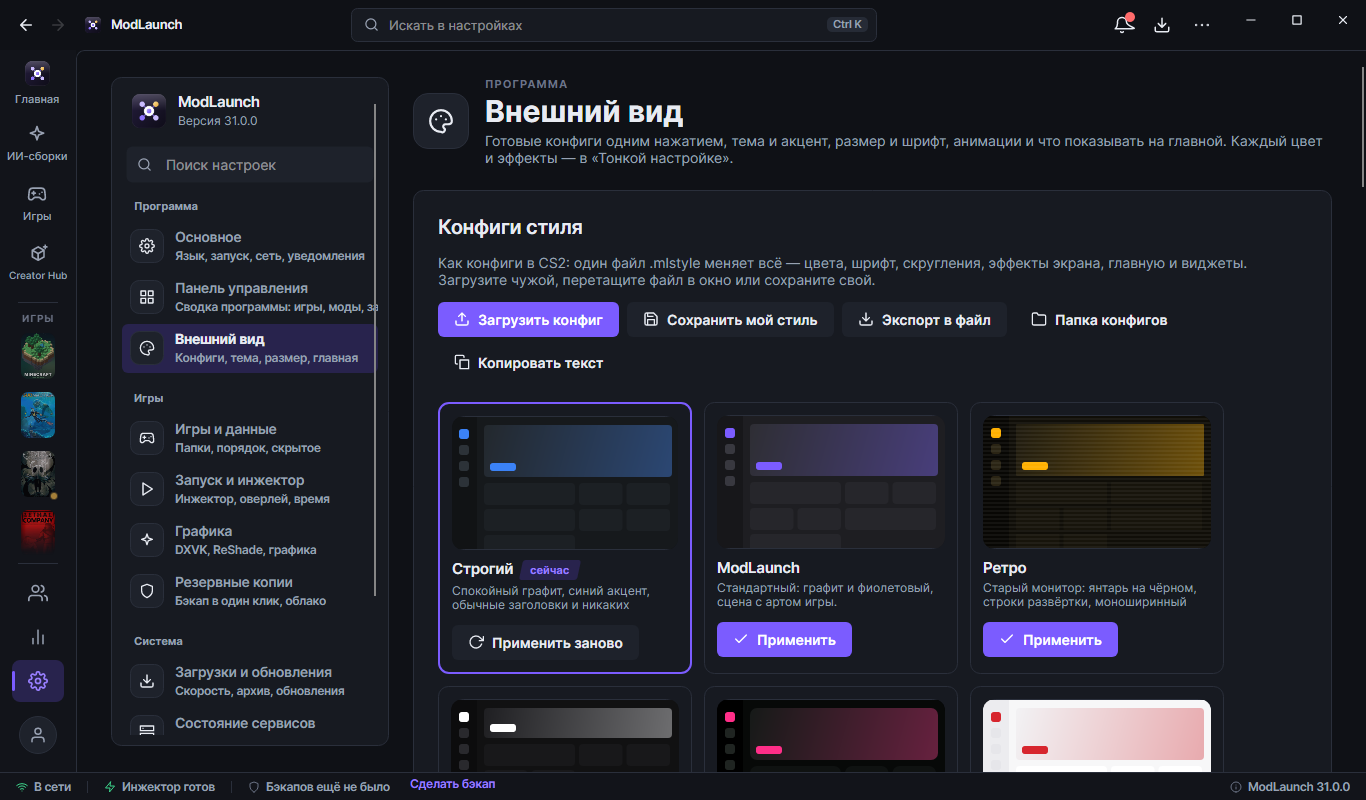 ModLaunch
Искать в настройках
Ctrl K
Главная
ИИ-сборки
Игры
Creator Hub
ИГРЫ
MINECRAFT
LETHAL
COMPANY
ModLaunch
Версия 31.0.0
Поиск настроек
Программа
Основное
Язык, запуск, сеть, уведомления
Панель управления
Сводка программы: игры, моды, за
Внешний вид
Конфиги, тема, размер, главная
Игры
Игры и данные
Папки, порядок, скрытое
Запуск и инжектор
Инжектор, оверлей, время
Графика
DXVK, ReShade, графика
Резервные копии
Бэкап в один клик, облако
Система
Загрузки и обновления
Скорость, архив, обновления
Состояние сервисов
ПРОГРАММА
Внешний вид
Готовые конфиги одним нажатием, тема и акцент, размер и шрифт, анимации и что показывать на главной. Каждый цвет
и эффекты — в «Тонкой настройке».
Конфиги стиля
Как конфиги в CS2: один файл .mlstyle меняет всё — цвета, шрифт, скругления, эффекты экрана, главную и виджеты.
Загрузите чужой, перетащите файл в окно или сохраните свой.
Загрузить конфиг
Сохранить мой стиль
Экспорт в файл
Папка конфигов
Копировать текст
Строгий
сейчас
Спокойный графит, синий акцент,
обычные заголовки и никаких
Применить заново
ModLaunch
Стандартный: графит и фиолетовый,
сцена с артом игры.
Применить
Ретро
Старый монитор: янтарь на чёрном,
строки развёртки, моноширинный
Применить
В сети
Инжектор готов
Бэкапов ещё не было
Сделать бэкап
ModLaunch 31.0.0